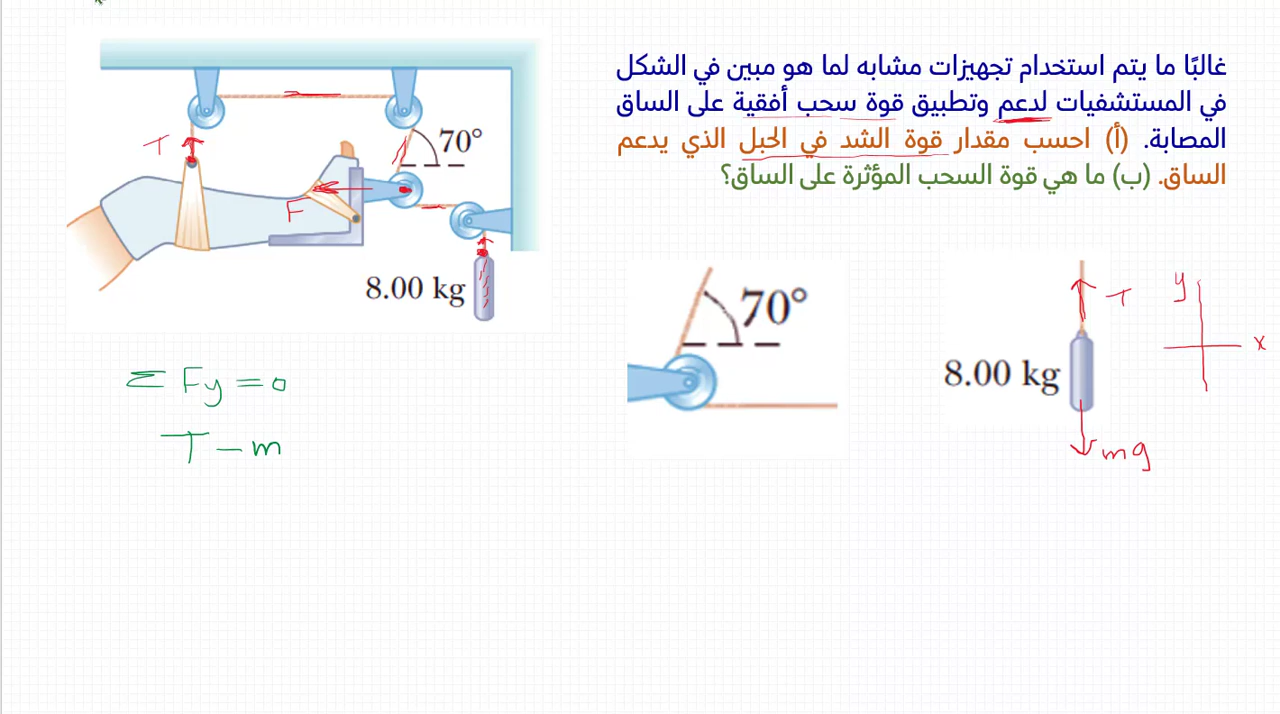 غالبًا ما يتم استخدام تجهيزات مشابه لما هو مبين في الشكل
في المستشفيات لدعم وتطبيق قوة سحب أفقية على الساق
المصابة. (أ) احسب مقدار قوة الشد في الحبل الذي يدعم
الساق. (ب) ما هي قوة السحب المؤثرة على الساق؟
70°
T
F
8.00 kg
70°
T
8.00 kg
mg
y
x
Σ Fy = 0
T - m